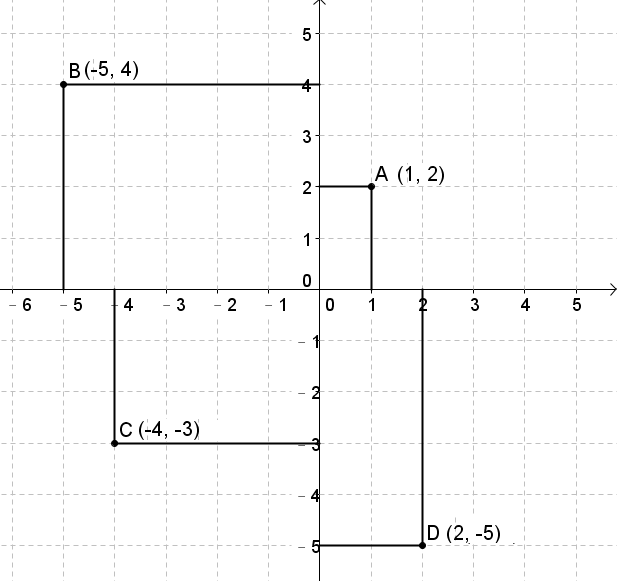 5
B (-5, 4)
4
3
A (1, 2)
2
1
0
- 6 - 5 - 4 - 3 - 2 - 1 0 1 2 3 4 5
- 1
- 2
C (-4, -3)
- 3
- 4
D (2, -5)
- 5